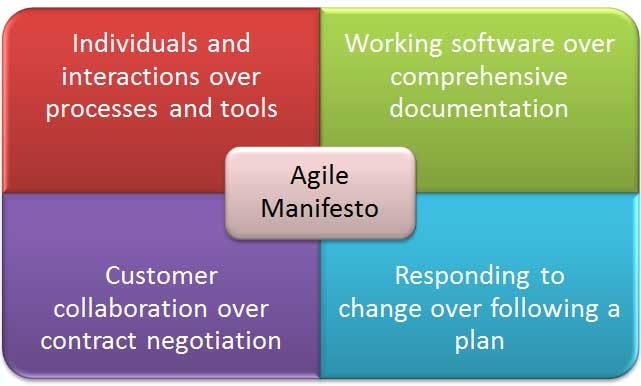 Individuals and
interactions over
processes and tools
Working software over
comprehensive
documentation
Agile
Manifesto
Customer
collaboration over
contract negotiation
Responding to
change over following a
plan